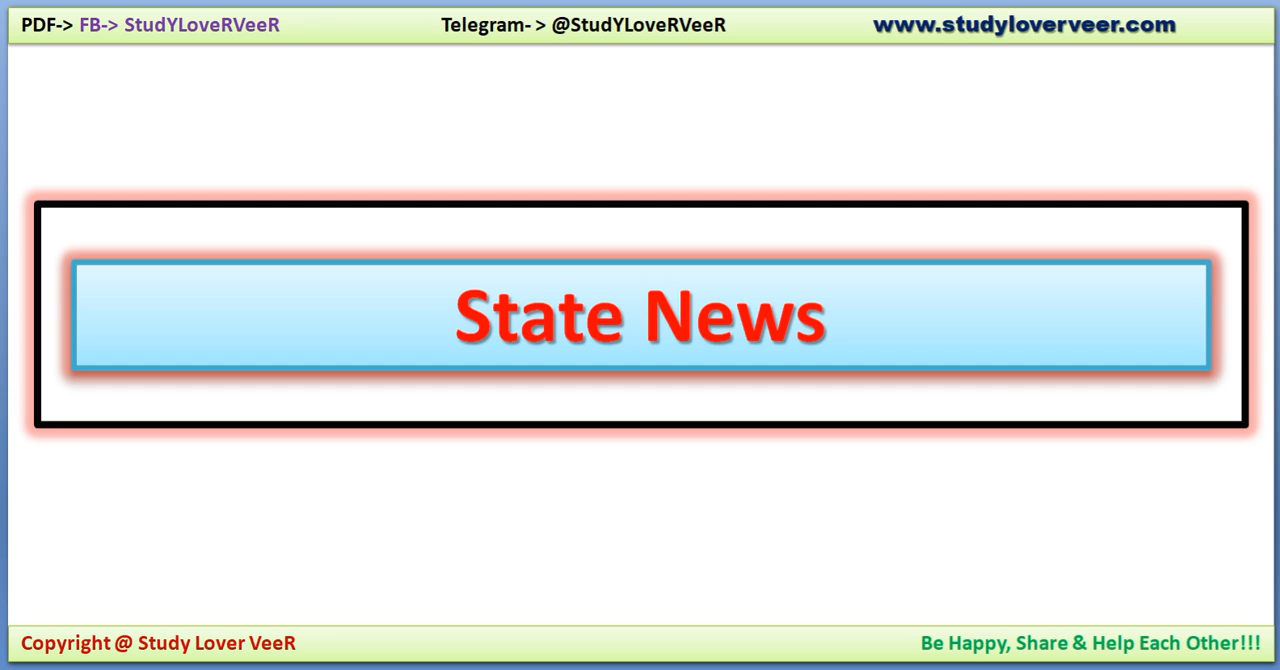 PDF-> FB-> StudYLoveRVeeR Telegram- > @StudYLoveRVeeR www.studyloverveer.com
State News
Copyright @ Study Lover VeeR Be Happy, Share & Help Each Other!!!